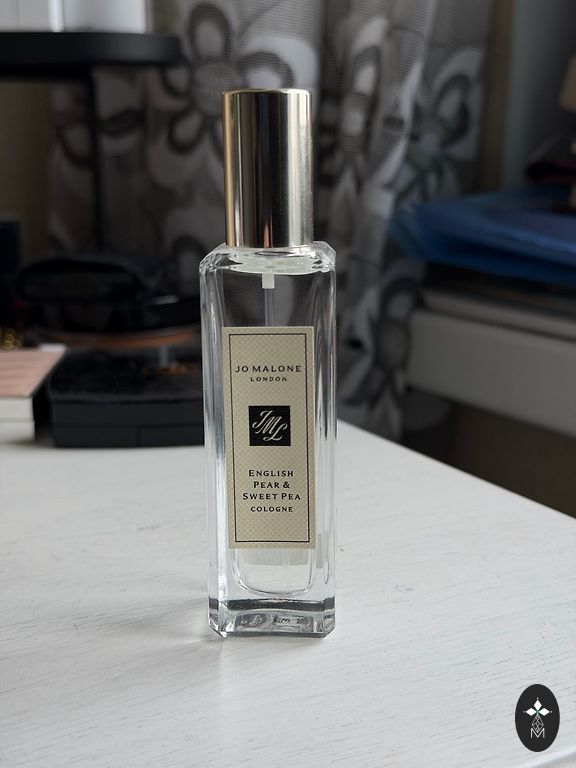 JO MALONE
LONDON
JML
ENGLISH
PEAR &
SWEET PEA
COLOGNE
M